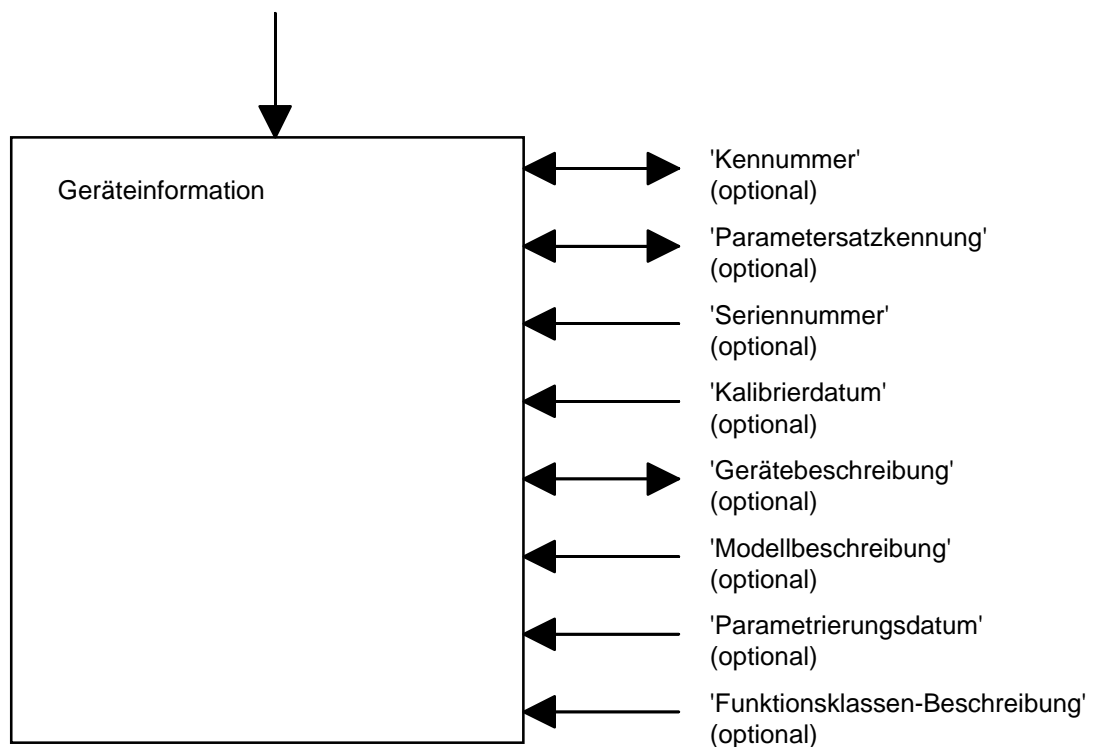 Geräteinformation
'Kennummer'
(optional)
'Parametersatzkennung'
(optional)
'Seriennummer'
(optional)
'Kalibrierdatum'
(optional)
'Gerätebeschreibung'
(optional)
'Modellbeschreibung'
(optional)
'Parametrierungsdatum'
(optional)
'Funktionsklassen-Beschreibung'
(optional)